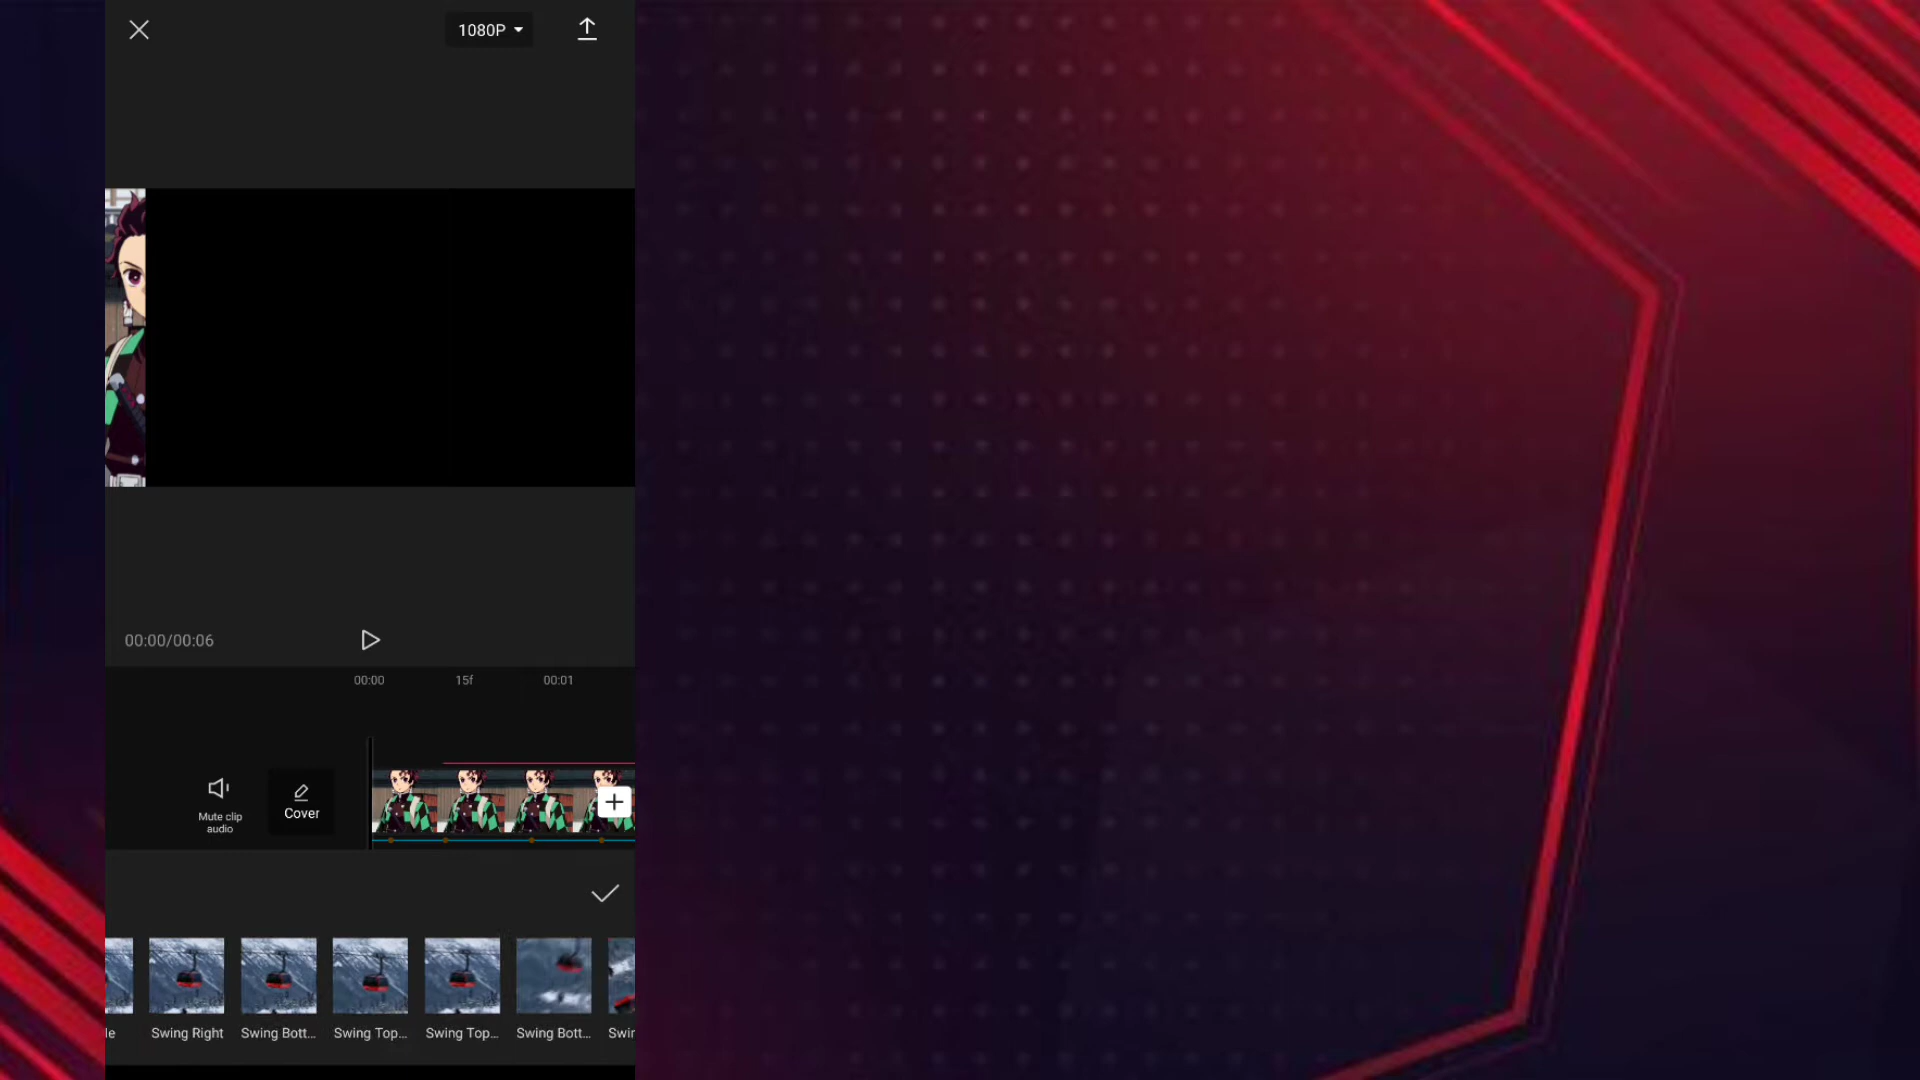 1080P
00:00/00:06
00:00 15f 00:01
Mute clip
audio
Cover
le Swing Right Swing Bott... Swing Top... Swing Top... Swing Bott... Swin